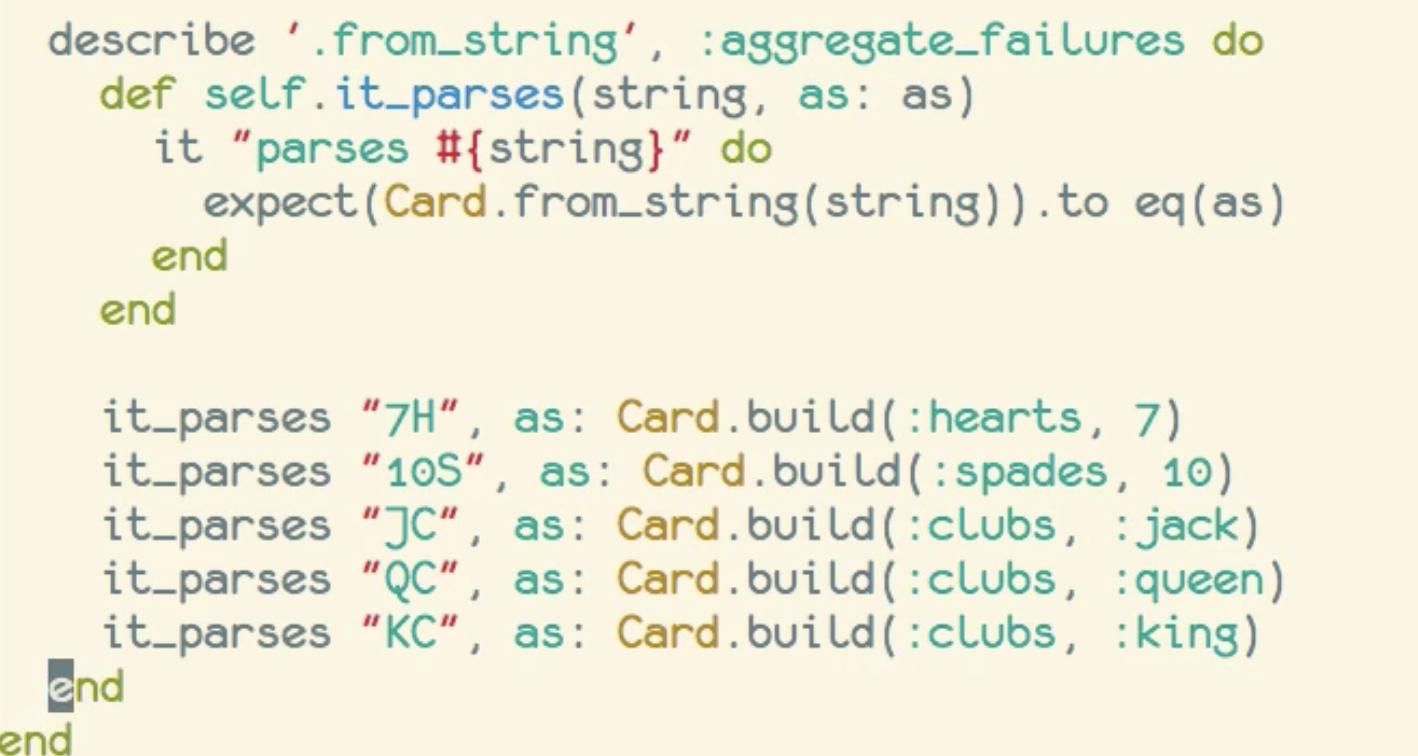 describe '.from_string', :aggregate_failures do
  def self.it_parses(string, as: as)
    it "parses #{string}" do
      expect(Card.from_string(string)).to eq(as)
    end
  end

  it_parses "7H", as: Card.build(:hearts, 7)
  it_parses "10S", as: Card.build(:spades, 10)
  it_parses "JC", as: Card.build(:clubs, :jack)
  it_parses "QC", as: Card.build(:clubs, :queen)
  it_parses "KC", as: Card.build(:clubs, :king)
end
end